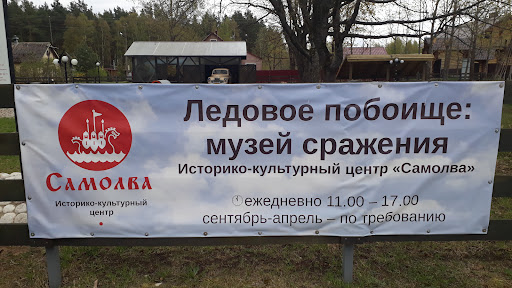 Ледовое побоище:
музей сражения
Историко-культурный центр «Самолва»
ежедневно 11.00 – 17.00
сентябрь-апрель – по требованию
Самолва
Историко-культурный
центр